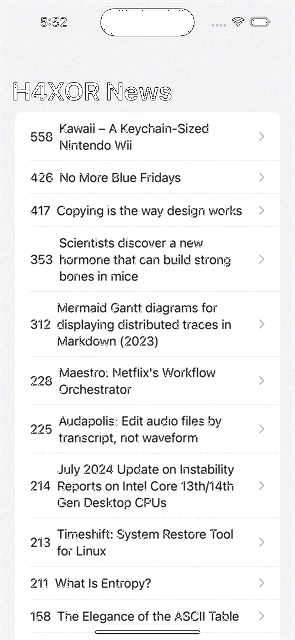 5:52
H4XOR News
558 Kawaii – A Keychain-Sized
Nintendo Wii
426 No More Blue Fridays
417 Copying is the way design works
Scientists discover a new
353 hormone that can build strong
bones in mice
Mermaid Gantt diagrams for
312 displaying distributed traces in
Markdown (2023)
228 Maestro: Netflix's Workflow
Orchestrator
225 Audapolis: Edit audio files by
transcript, not waveform
July 2024 Update on Instability
214 Reports on Intel Core 13th/14th
Gen Desktop CPUs
213 Timeshift: System Restore Tool
for Linux
211 What Is Entropy?
158 The Elegance of the ASCII Table